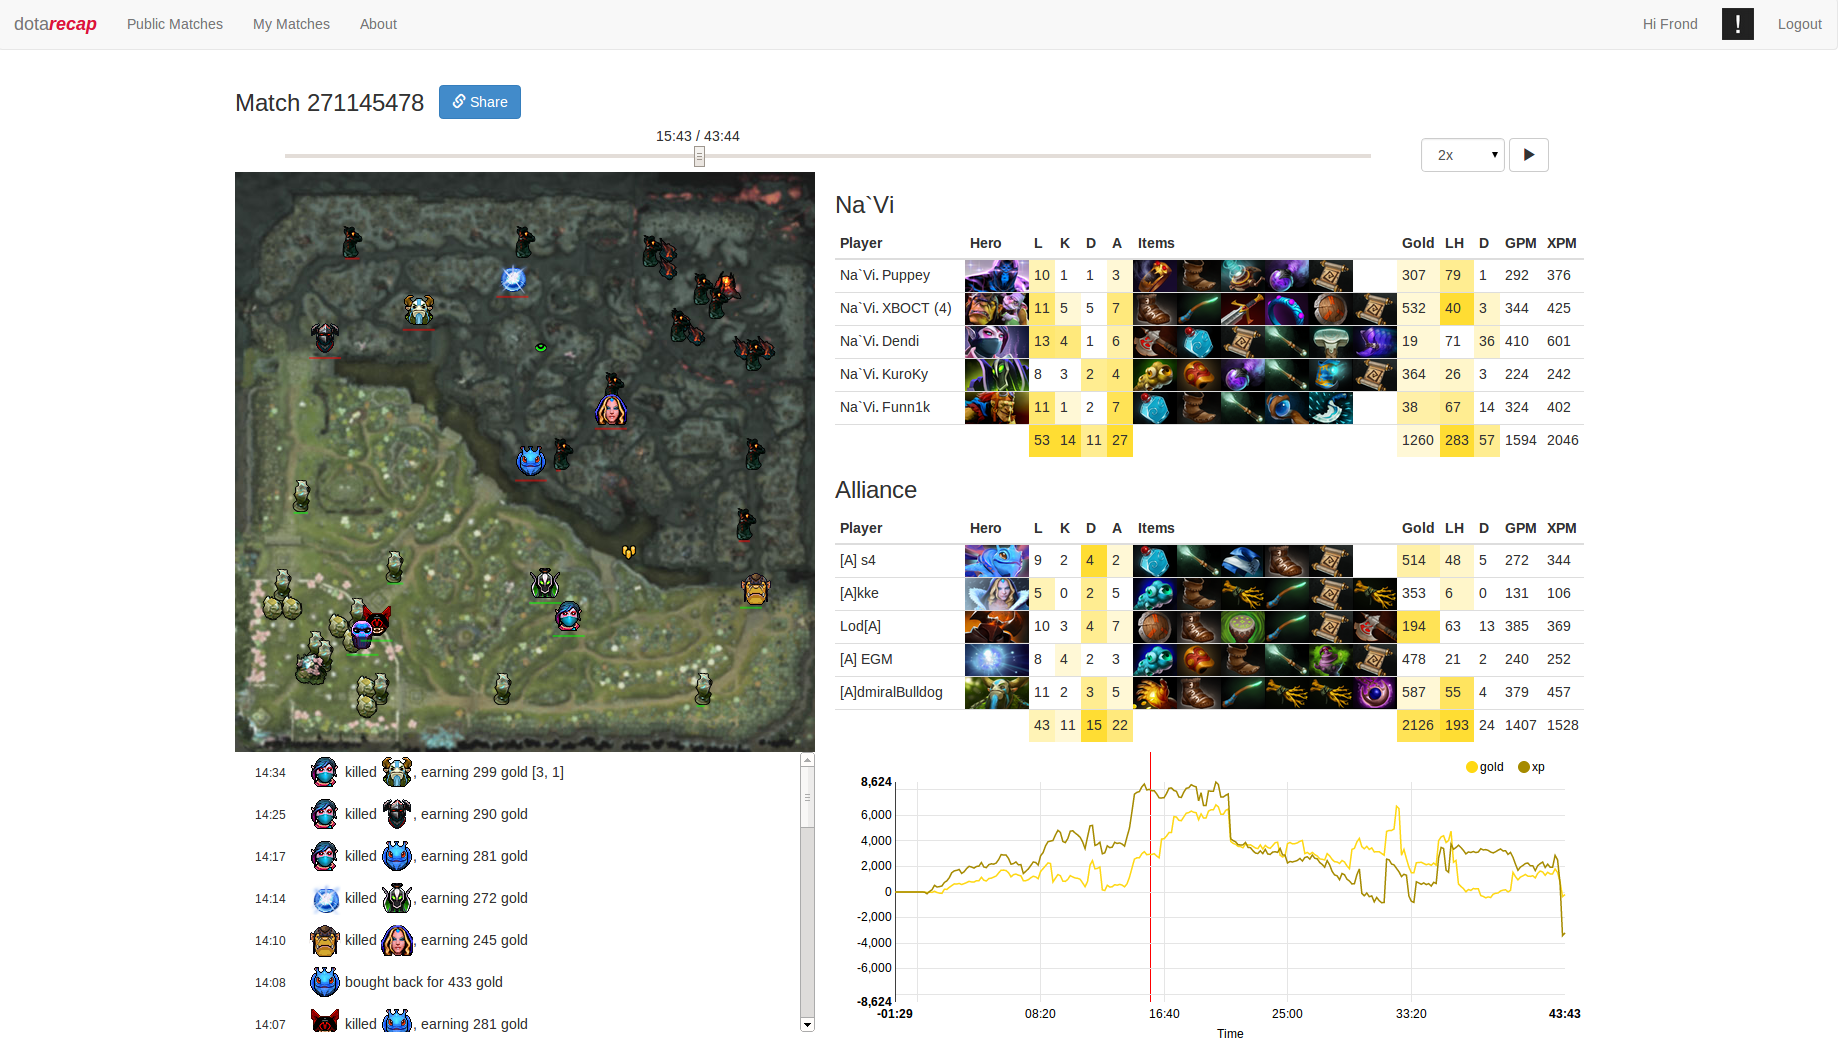 dotarecap Public Matches My Matches About Hi Frond ! Logout
Match 271145478 Share
15:43 / 43:44
2x
Na`Vi
Player Hero L K D A Items Gold LH D GPM XPM
Na`Vi. Puppey 10 1 1 3 307 79 1 292 376
Na`Vi. XBOCT (4) 11 5 5 7 532 40 3 344 425
Na`Vi. Dendi 13 4 1 6 19 71 36 410 601
Na`Vi. KuroKy 8 3 2 4 364 26 3 224 242
Na`Vi. Funn1k 11 1 2 7 38 67 14 324 402
53 14 11 27 1260 283 57 1594 2046
Alliance
Player Hero L K D A Items Gold LH D GPM XPM
[A] s4 9 2 4 2 514 48 5 272 344
[A]kke 5 0 2 5 353 6 0 131 106
Lod[A] 10 3 4 7 194 63 13 385 369
[A] EGM 8 4 2 3 478 21 2 240 252
[A]dmiralBulldog 11 2 3 5 587 55 4 379 457
43 11 15 22 2126 193 24 1407 1528
14:34 killed , earning 299 gold [3, 1]
14:25 killed , earning 290 gold
14:17 killed , earning 281 gold
14:14 killed , earning 272 gold
14:10 killed , earning 245 gold
14:08 bought back for 433 gold
14:07 killed , earning 281 gold
gold xp
8,624
6,000
4,000
2,000
0
-2,000
-4,000
-6,000
-8,624
-01:29 08:20 16:40 25:00 33:20 43:43
Time